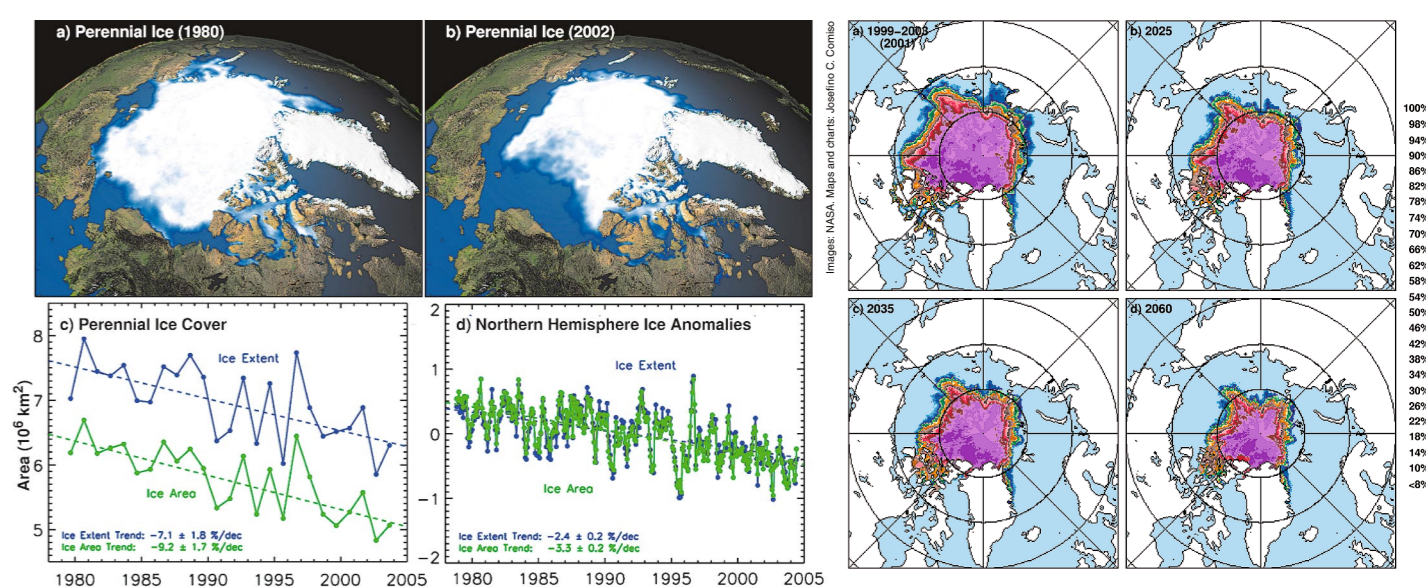 a) Perennial Ice (1980)
b) Perennial Ice (2002)
c) Perennial Ice Cover
Area (10⁶ km²)
8
7
6
5
Ice Extent
Ice Area
Ice Extent Trend: −7.1 ± 1.8 %/dec
Ice Area Trend: −9.2 ± 1.7 %/dec
1980 1985 1990 1995 2000 2005
d) Northern Hemisphere Ice Anomalies
2
1
0
−1
−2
Ice Extent
Ice Area
Ice Extent Trend: −2.4 ± 0.2 %/dec
Ice Area Trend: −3.3 ± 0.2 %/dec
1980 1985 1990 1995 2000 2005
Images: NASA. Maps and charts: Josefino C. Comiso
a) 1999−2003
(2001)
b) 2025
c) 2035
d) 2060
100%
98%
94%
90%
86%
82%
78%
74%
70%
66%
62%
58%
54%
50%
46%
42%
38%
34%
30%
26%
22%
18%
14%
10%
<8%